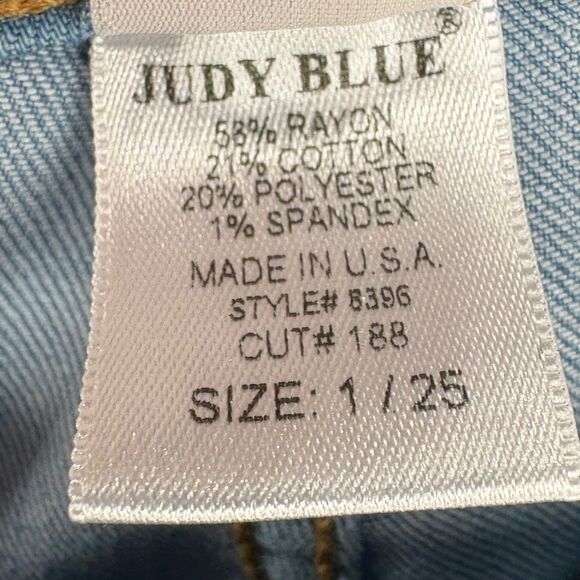 JUDY BLUE®
58% RAYON
21% COTTON
20% POLYESTER
1% SPANDEX
MADE IN U.S.A.
STYLE# 8396
CUT# 188
SIZE: 1 / 25